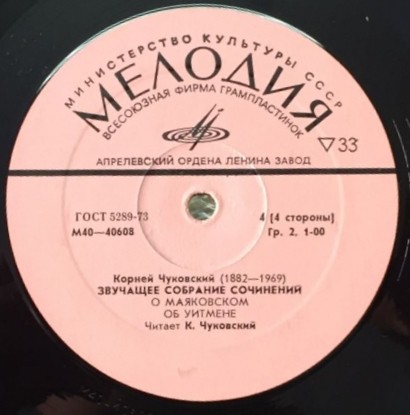 МИНИСТЕРСТВО КУЛЬТУРЫ СССР
МЕЛОДИЯ
ВСЕСОЮЗНАЯ ФИРМА ГРАМПЛАСТИНОК
▽33
АПРЕЛЕВСКИЙ ОРДЕНА ЛЕНИНА ЗАВОД
ГОСТ 5289-73 4 [4 стороны]
М40—40608 Гр. 2. 1-00
Корней Чуковский (1882—1969)
ЗВУЧАЩЕЕ СОБРАНИЕ СОЧИНЕНИЙ
О МАЯКОВСКОМ
ОБ УИТМЕНЕ
Читает К. Чуковский